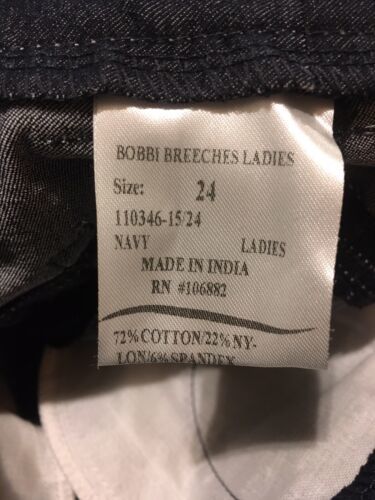 BOBBI BREECHES LADIES
Size: 24
110346-15/24
NAVY LADIES
MADE IN INDIA
RN #106882
72% COTTON/22% NY-
LON/6% SPANDEX